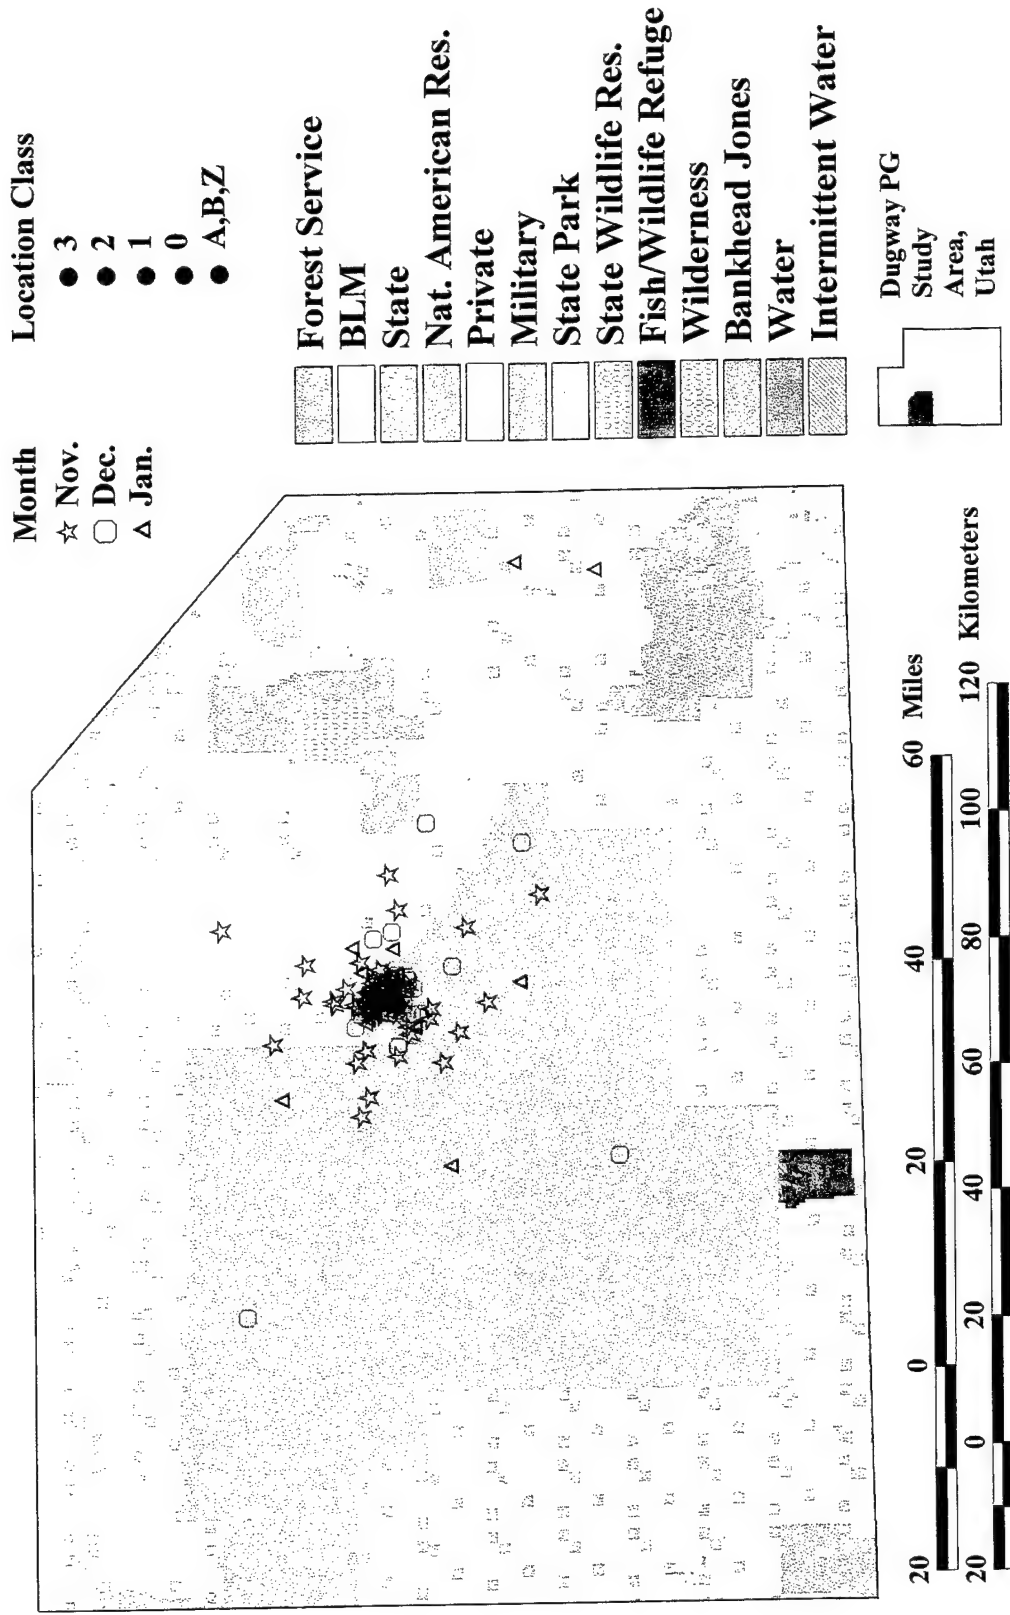 Month
Nov.
Dec.
Jan.
Location Class
3
2
1
0
A,B,Z
Forest Service
BLM
State
Nat. American Res.
Private
Military
State Park
State Wildlife Res.
Fish/Wildlife Refuge
Wilderness
Bankhead Jones
Water
Intermittent Water
Dugway PG
Study
Area,
Utah
20 0 20 40 60 Miles
20 0 20 40 60 80 100 120 Kilometers